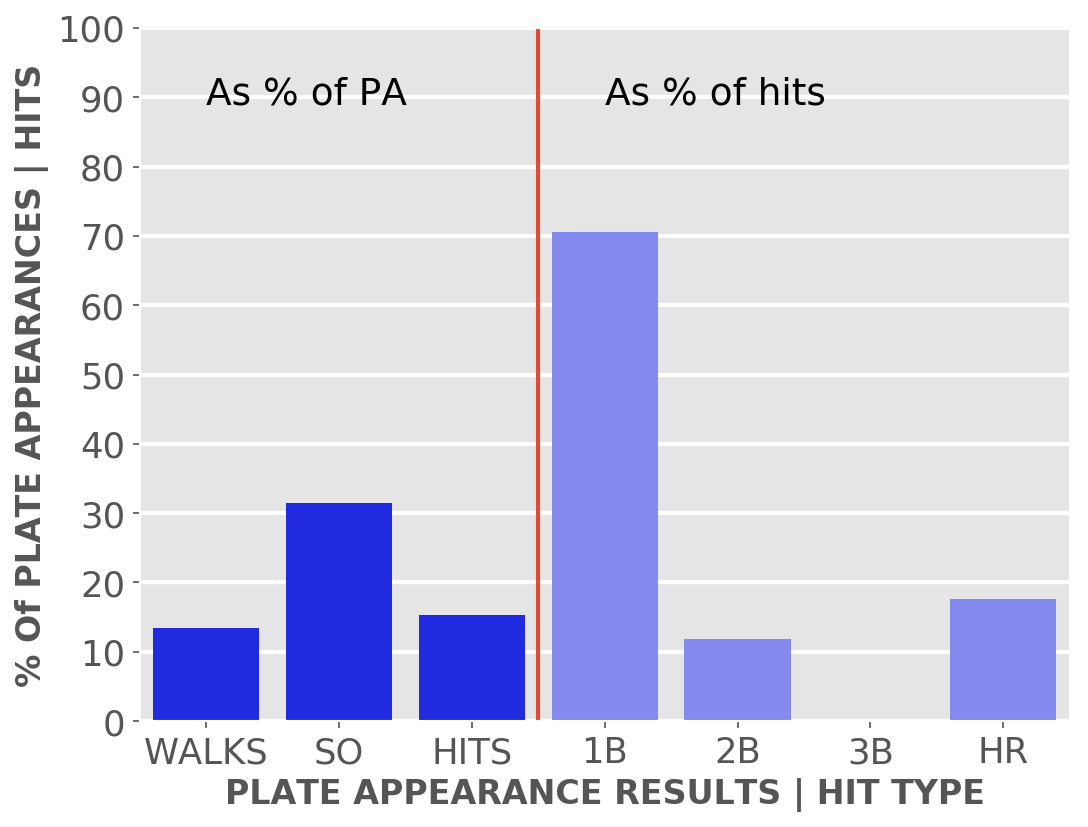 % Of PLATE APPEARANCES | HITS
100
90
80
70
60
50
40
30
20
10
0
As % of PA
As % of hits
WALKS SO HITS 1B 2B 3B HR
PLATE APPEARANCE RESULTS | HIT TYPE